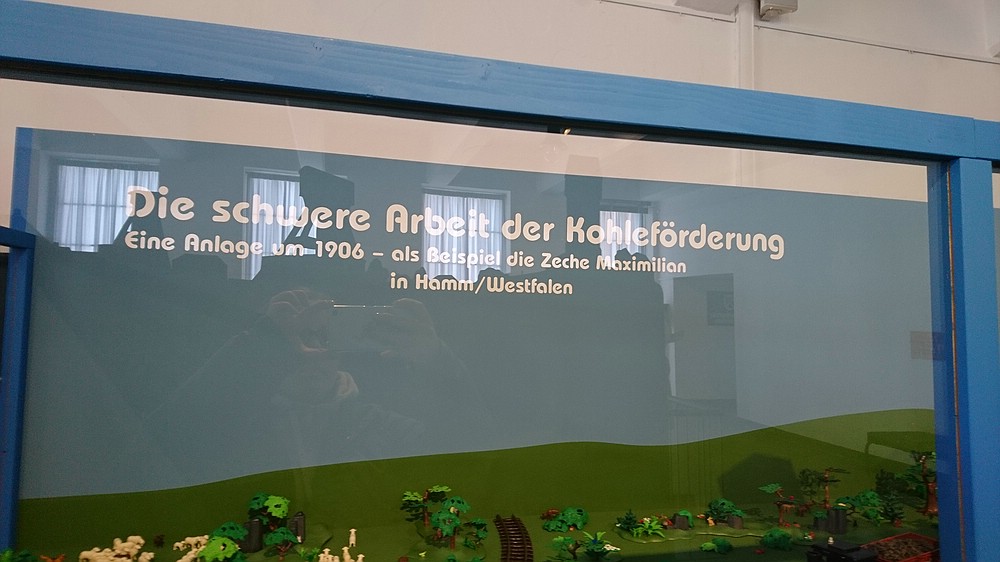 Die schwere Arbeit der Kohleförderung
Eine Anlage um 1906 – als Beispiel die Zeche Maximilian
in Hamm/Westfalen